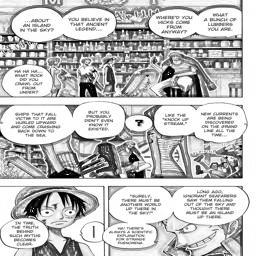 WHAT A
BUNCH OF
LUBBERS
YOU ARE.
WHERE'D
YOU HICKS
COME FROM
ANYWAY?
YOU BELIEVE
IN THAT
ANCIENT
LEGEND...
...ABOUT
AN ISLAND
IN THE SKY?
HA HA HA...
WHAT ROCK
DID YOU
CRAWL OUT
FROM
UNDER?
NEW CURRENTS
ARE BEING
DISCOVERED
ON THE GRAND
LINE ALL
THE TIME...
LIKE THE
"KNOCK UP
STREAM."
?
BUT YOU
PROBABLY
DIDN'T EVEN
KNOW IT
EXISTED.
SHIPS THAT FALL
VICTIM TO IT ARE
HURLED UPWARD
AND COME CRASHING
BACK DOWN TO
THE SEA.
LONG AGO,
IGNORANT SEAFARERS
SAW THEM FALLING
OUT OF THE SKY
AND THOUGHT
THERE MUST BE
AN ISLAND UP
THERE.
"SURELY,
THERE MUST
BE ANOTHER
WORLD UP
THERE IN
THE SKY!"
HA!
THERE'S A
SCIENTIFIC
EXPLANATION
FOR STRANGE
PHENOMENA.
!
IN TIME,
THE TRUTH
BEHIND
SUCH MYTHS
BECOMES
CLEAR.